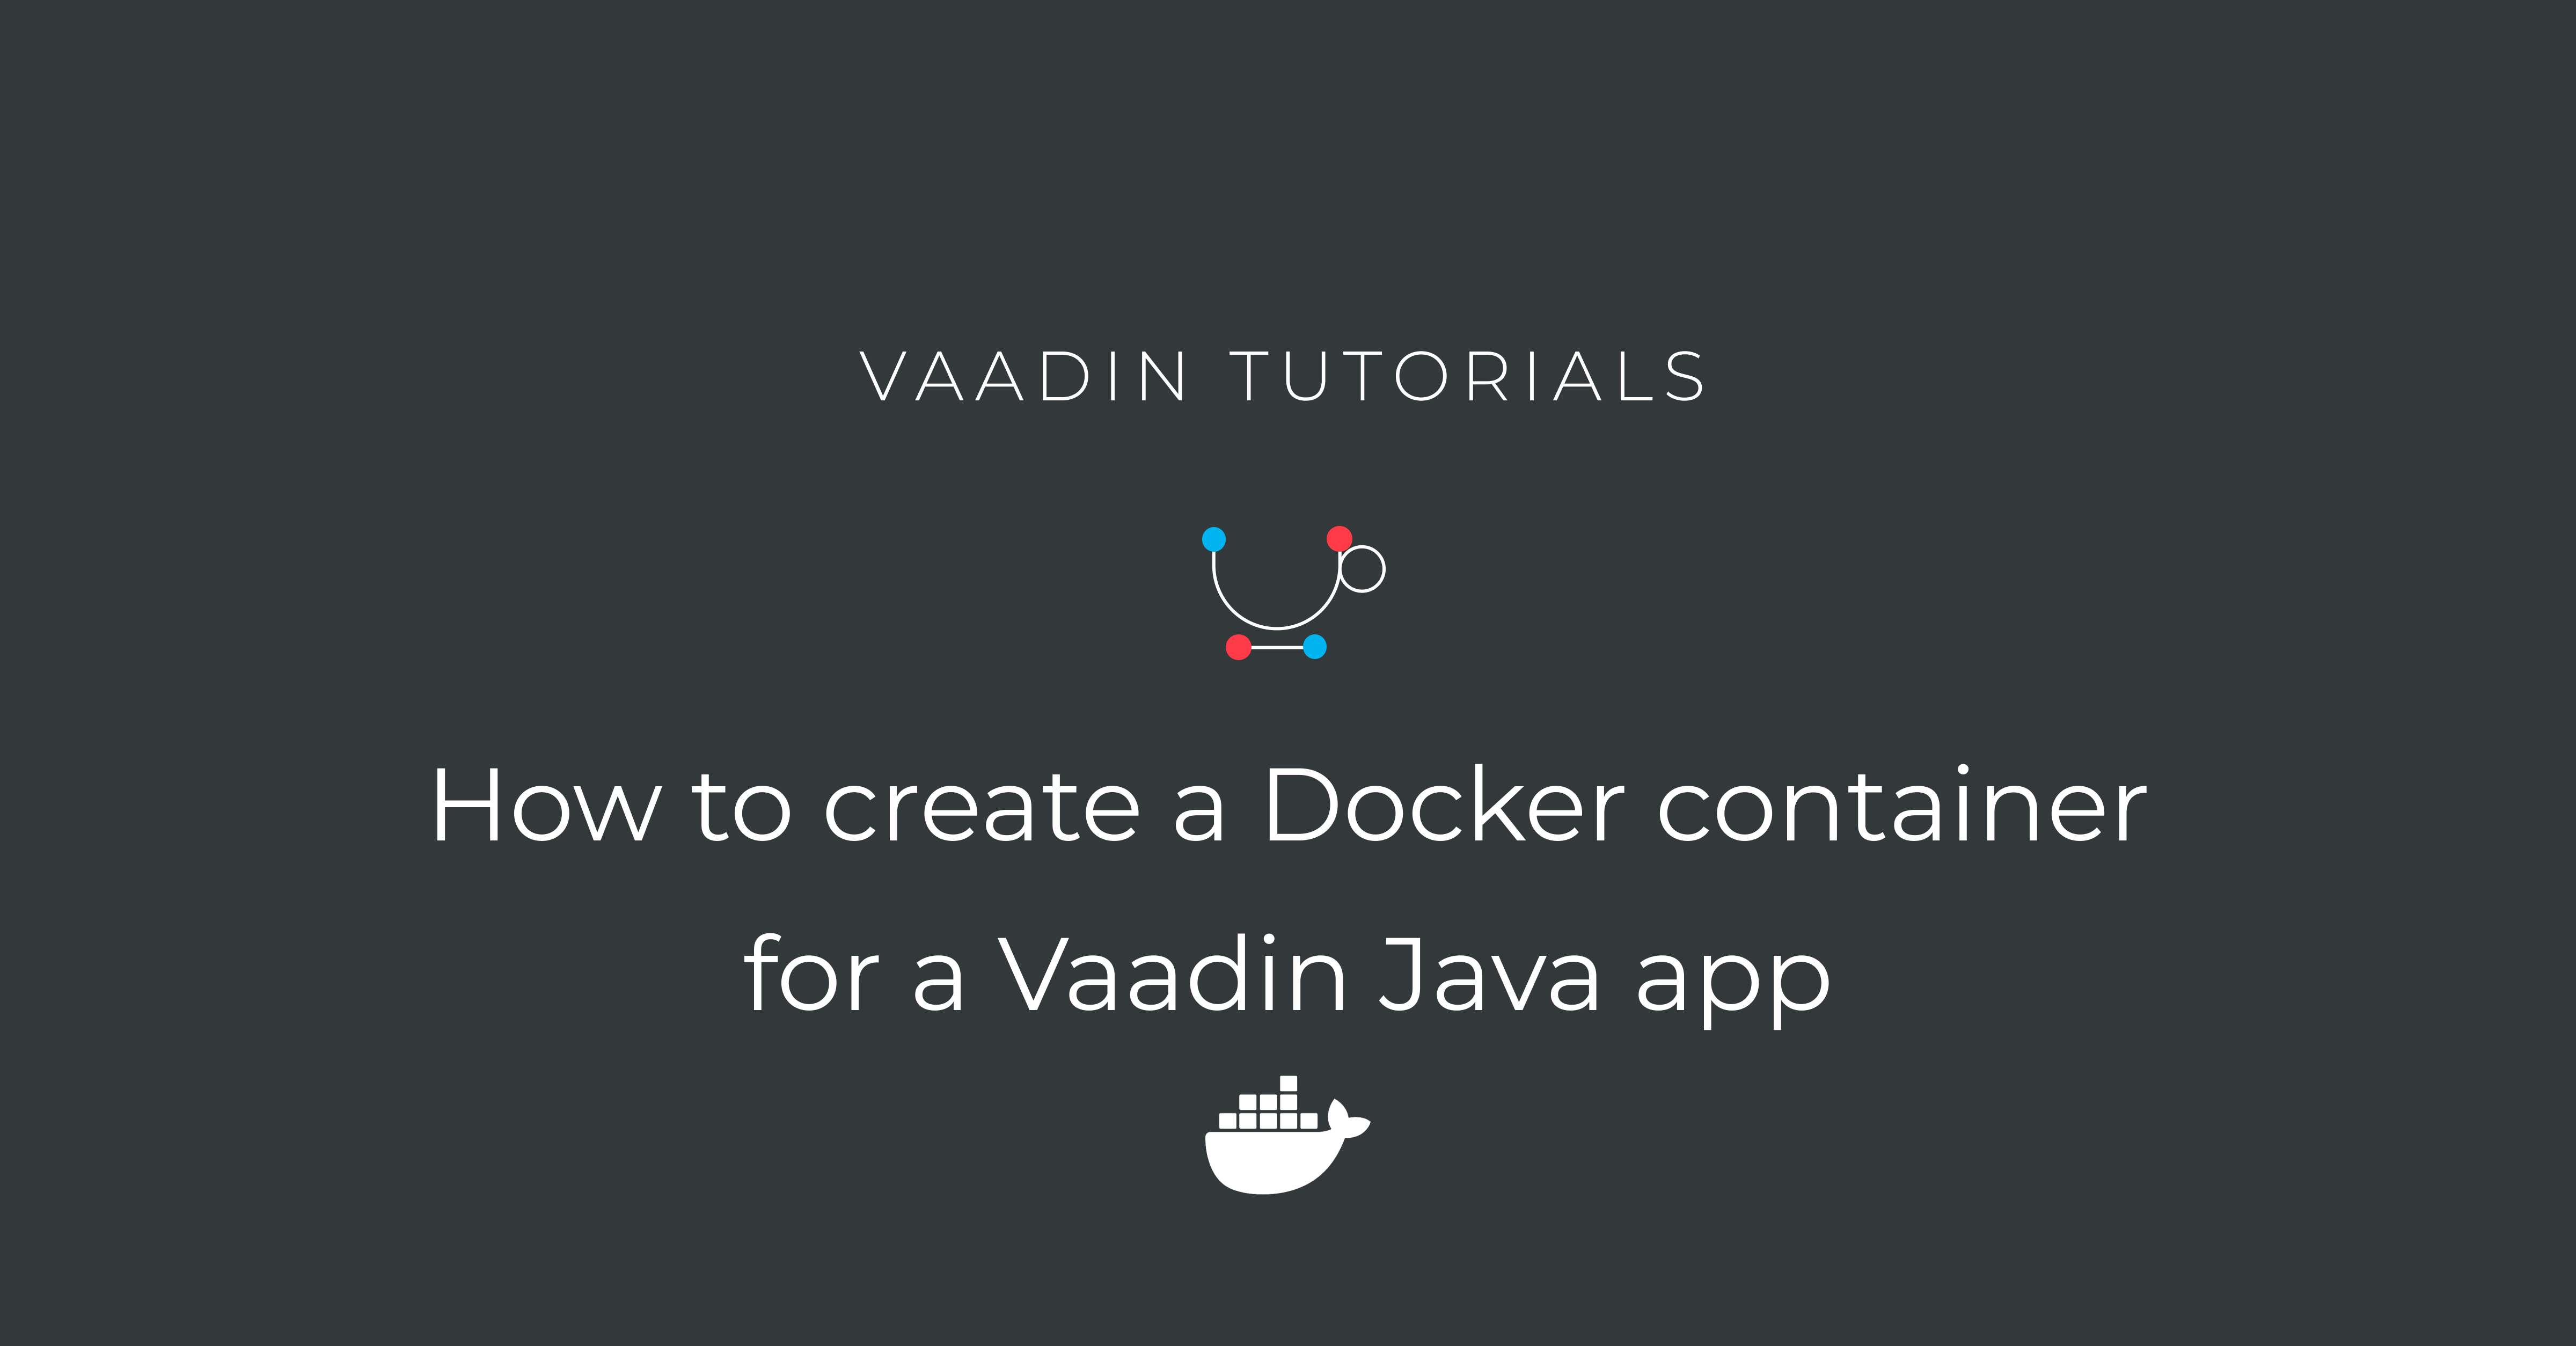 VAADIN TUTORIALS
How to create a Docker container
for a Vaadin Java app